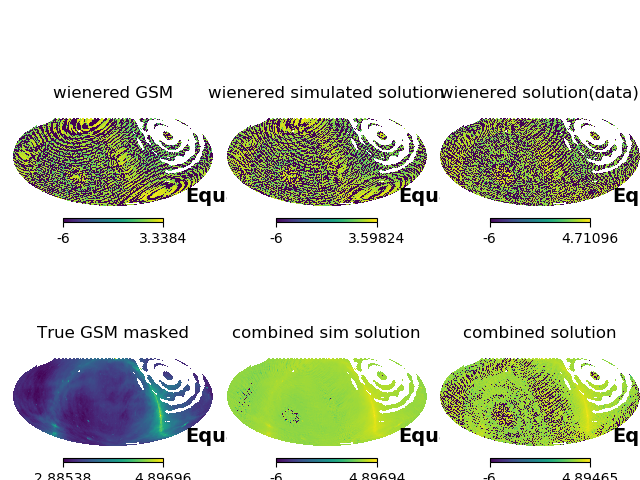 wienered GSM
wienered simulated solution
wienered solution(data)
Equ
Equ
Eq
-6 3.3384
-6 3.59824
-6 4.71096
True GSM masked
combined sim solution
combined solution
Equ
Equ
Eq
2.88538 4.89696
-6 4.89694
-6 4.89465